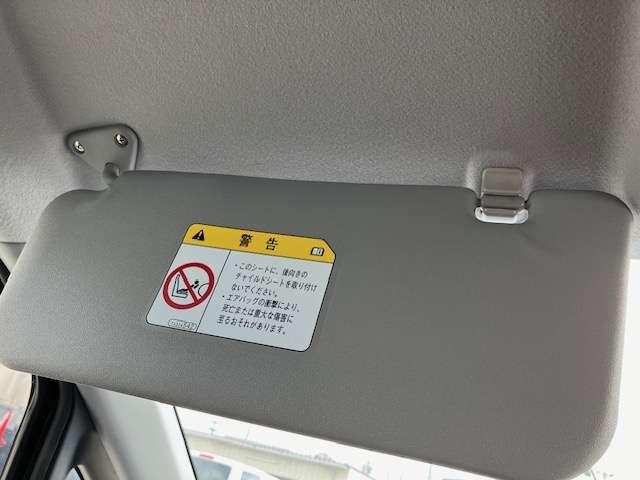 警告
・このシートに、後向きの
チャイルドシートを取り付け
ないでください。
・エアバッグの衝撃により、
死亡または重大な傷害に
至るおそれがあります。